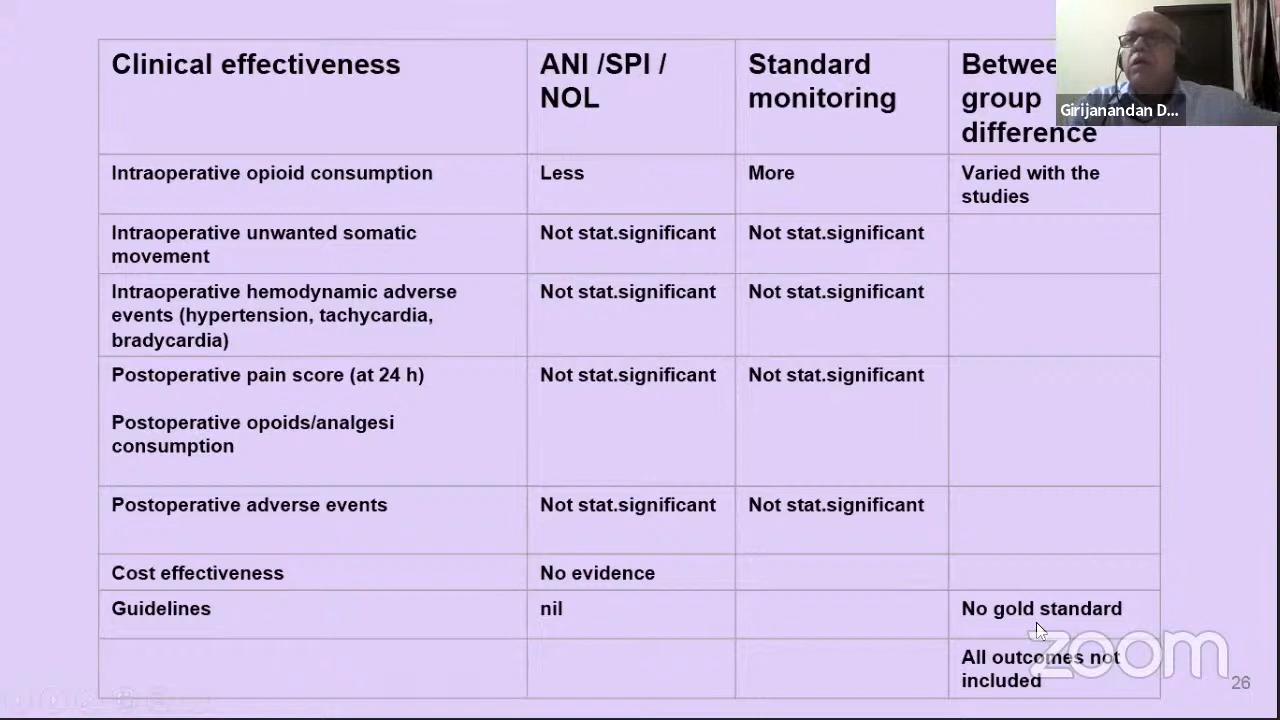 Clinical effectiveness
ANI /SPI /
NOL
Standard
monitoring
group
difference
Girijanandan D...
Intraoperative opioid consumption
Less
More
Varied with the
studies
Intraoperative unwanted somatic
movement
Not stat.significant
Not stat.significant
Intraoperative hemodynamic adverse
events (hypertension, tachycardia,
bradycardia)
Not stat.significant
Not stat.significant
Postoperative pain score (at 24 h)
Postoperative opoids/analgesi
consumption
Not stat.significant
Not stat.significant
Postoperative adverse events
Not stat.significant
Not stat.significant
Cost effectiveness
No evidence
Guidelines
nil
No gold standard
All outcomes not
included
zoom
26